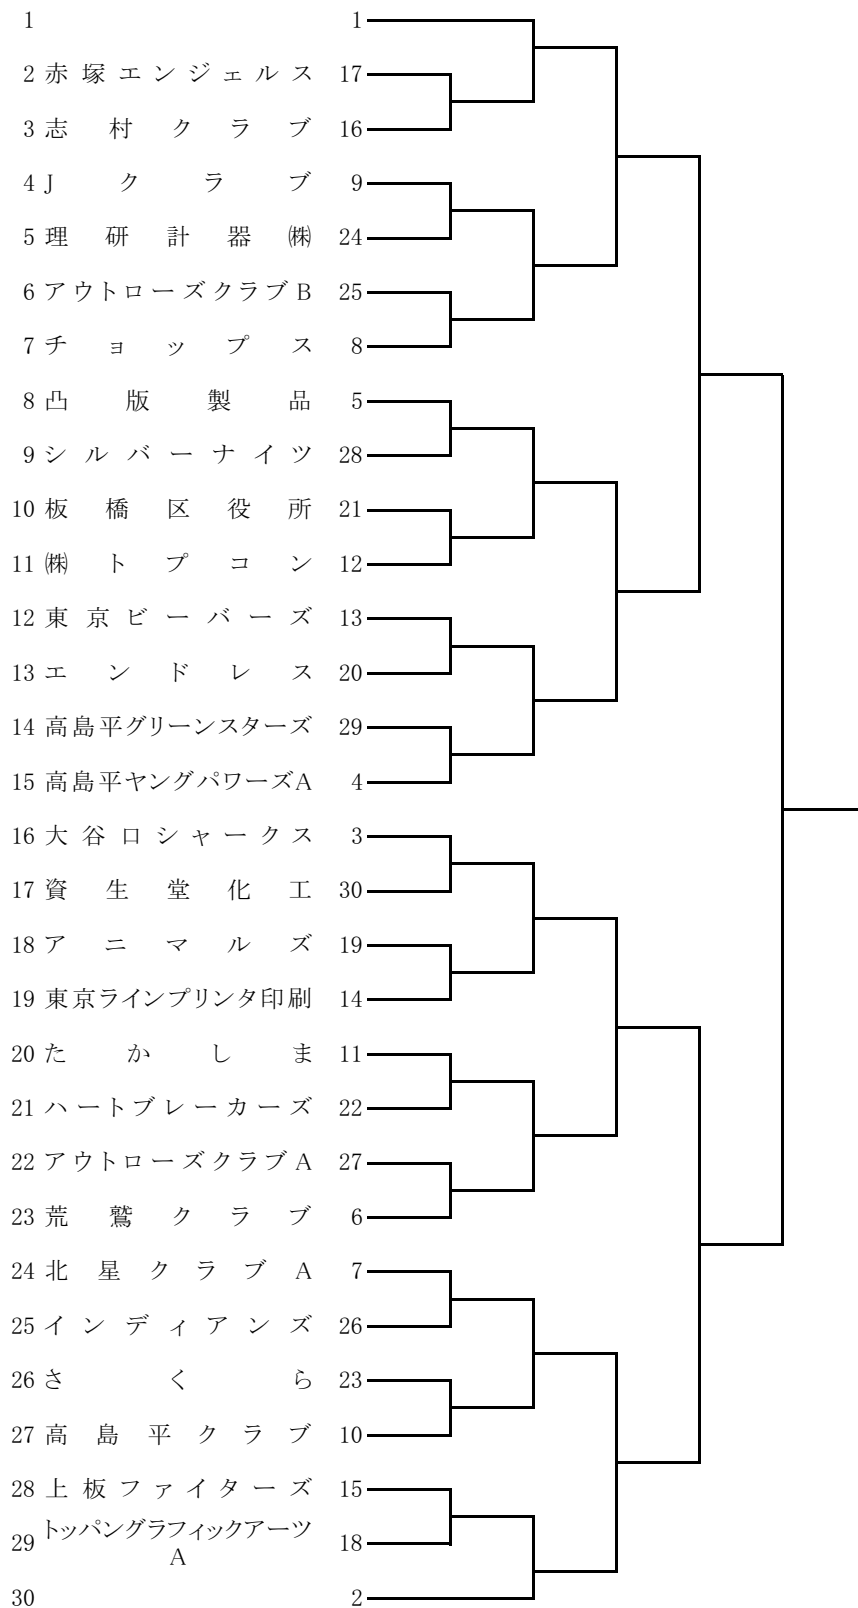 1 1
2 赤塚エンジェルス 17
3 志村クラブ 16
4 Jクラブ 9
5 理研計器㈱ 24
6 アウトローズクラブB 25
7 チョップス 8
8 凸版製品 5
9 シルバーナイツ 28
10 板橋区役所 21
11 ㈱トプコン 12
12 東京ビーバーズ 13
13 エンドレス 20
14 高島平グリーンスターズ 29
15 高島平ヤングパワーズA 4
16 大谷口シャークス 3
17 資生堂化工 30
18 アニマルズ 19
19 東京ラインプリンタ印刷 14
20 たかしま 11
21 ハートブレーカーズ 22
22 アウトローズクラブA 27
23 荒鷲クラブ 6
24 北星クラブA 7
25 インディアンズ 26
26 さくら 23
27 高島平クラブ 10
28 上板ファイターズ 15
29 トッパングラフィックアーツ 18
A
30 2